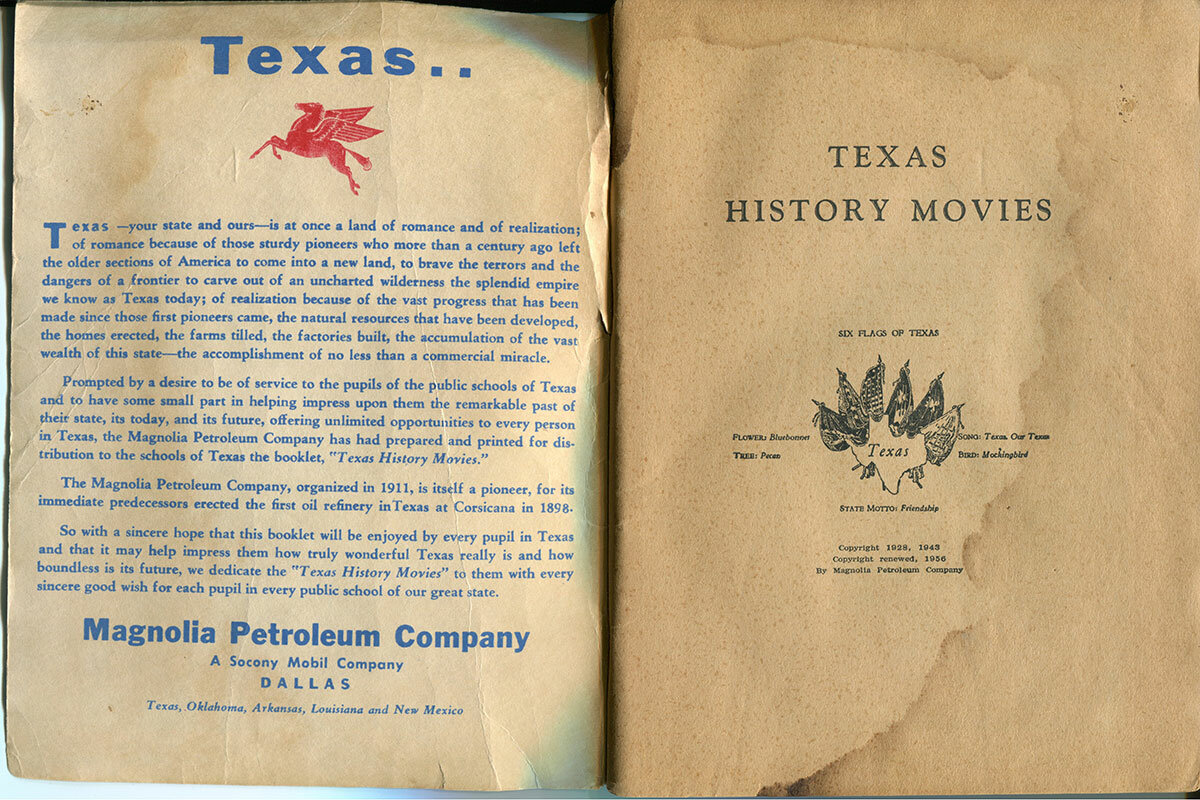 Texas..
Texas —your state and ours—is at once a land of romance and of realization;
of romance because of those sturdy pioneers who more than a century ago left
the older sections of America to come into a new land, to brave the terrors and the
dangers of a frontier to carve out of an uncharted wilderness the splendid empire
we know as Texas today; of realization because of the vast progress that has been
made since those first pioneers came, the natural resources that have been developed,
the homes erected, the farms tilled, the factories built, the accumulation of the vast
wealth of this state—the accomplishment of no less than a commercial miracle.
Prompted by a desire to be of service to the pupils of the public schools of Texas
and to have some small part in helping impress upon them the remarkable past of
their state, its today, and its future, offering unlimited opportunities to every person
in Texas, the Magnolia Petroleum Company has had prepared and printed for dis-
tribution to the schools of Texas the booklet, "Texas History Movies."
The Magnolia Petroleum Company, organized in 1911, is itself a pioneer, for its
immediate predecessors erected the first oil refinery in Texas at Corsicana in 1898.
So with a sincere hope that this booklet will be enjoyed by every pupil in Texas
and that it may help impress them how truly wonderful Texas really is and how
boundless is its future, we dedicate the "Texas History Movies" to them with every
sincere good wish for each pupil in every public school of our great state.
Magnolia Petroleum Company
A Socony Mobil Company
DALLAS
Texas, Oklahoma, Arkansas, Louisiana and New Mexico
TEXAS
HISTORY MOVIES
SIX FLAGS OF TEXAS
FLOWER: Bluebonnet
TREE: Pecan
Texas
SONG: Texas, Our Texas
BIRD: Mockingbird
STATE MOTTO: Friendship
Copyright 1928, 1943
Copyright renewed, 1956
By Magnolia Petroleum Company